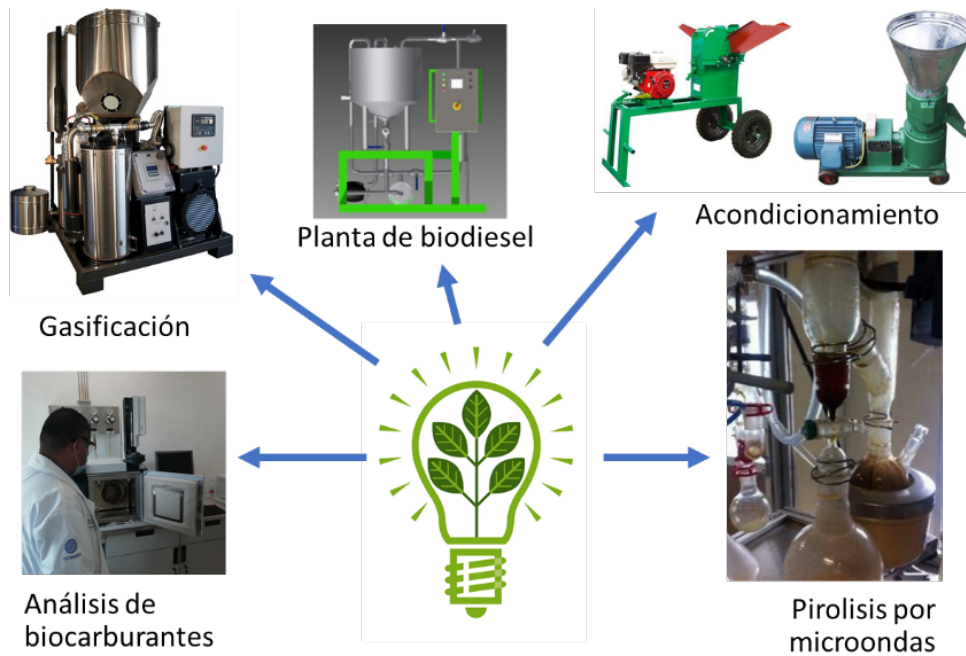 Planta de biodiesel
Acondicionamiento
Gasificación
Análisis de
biocarburantes
Pirolisis por
microondas